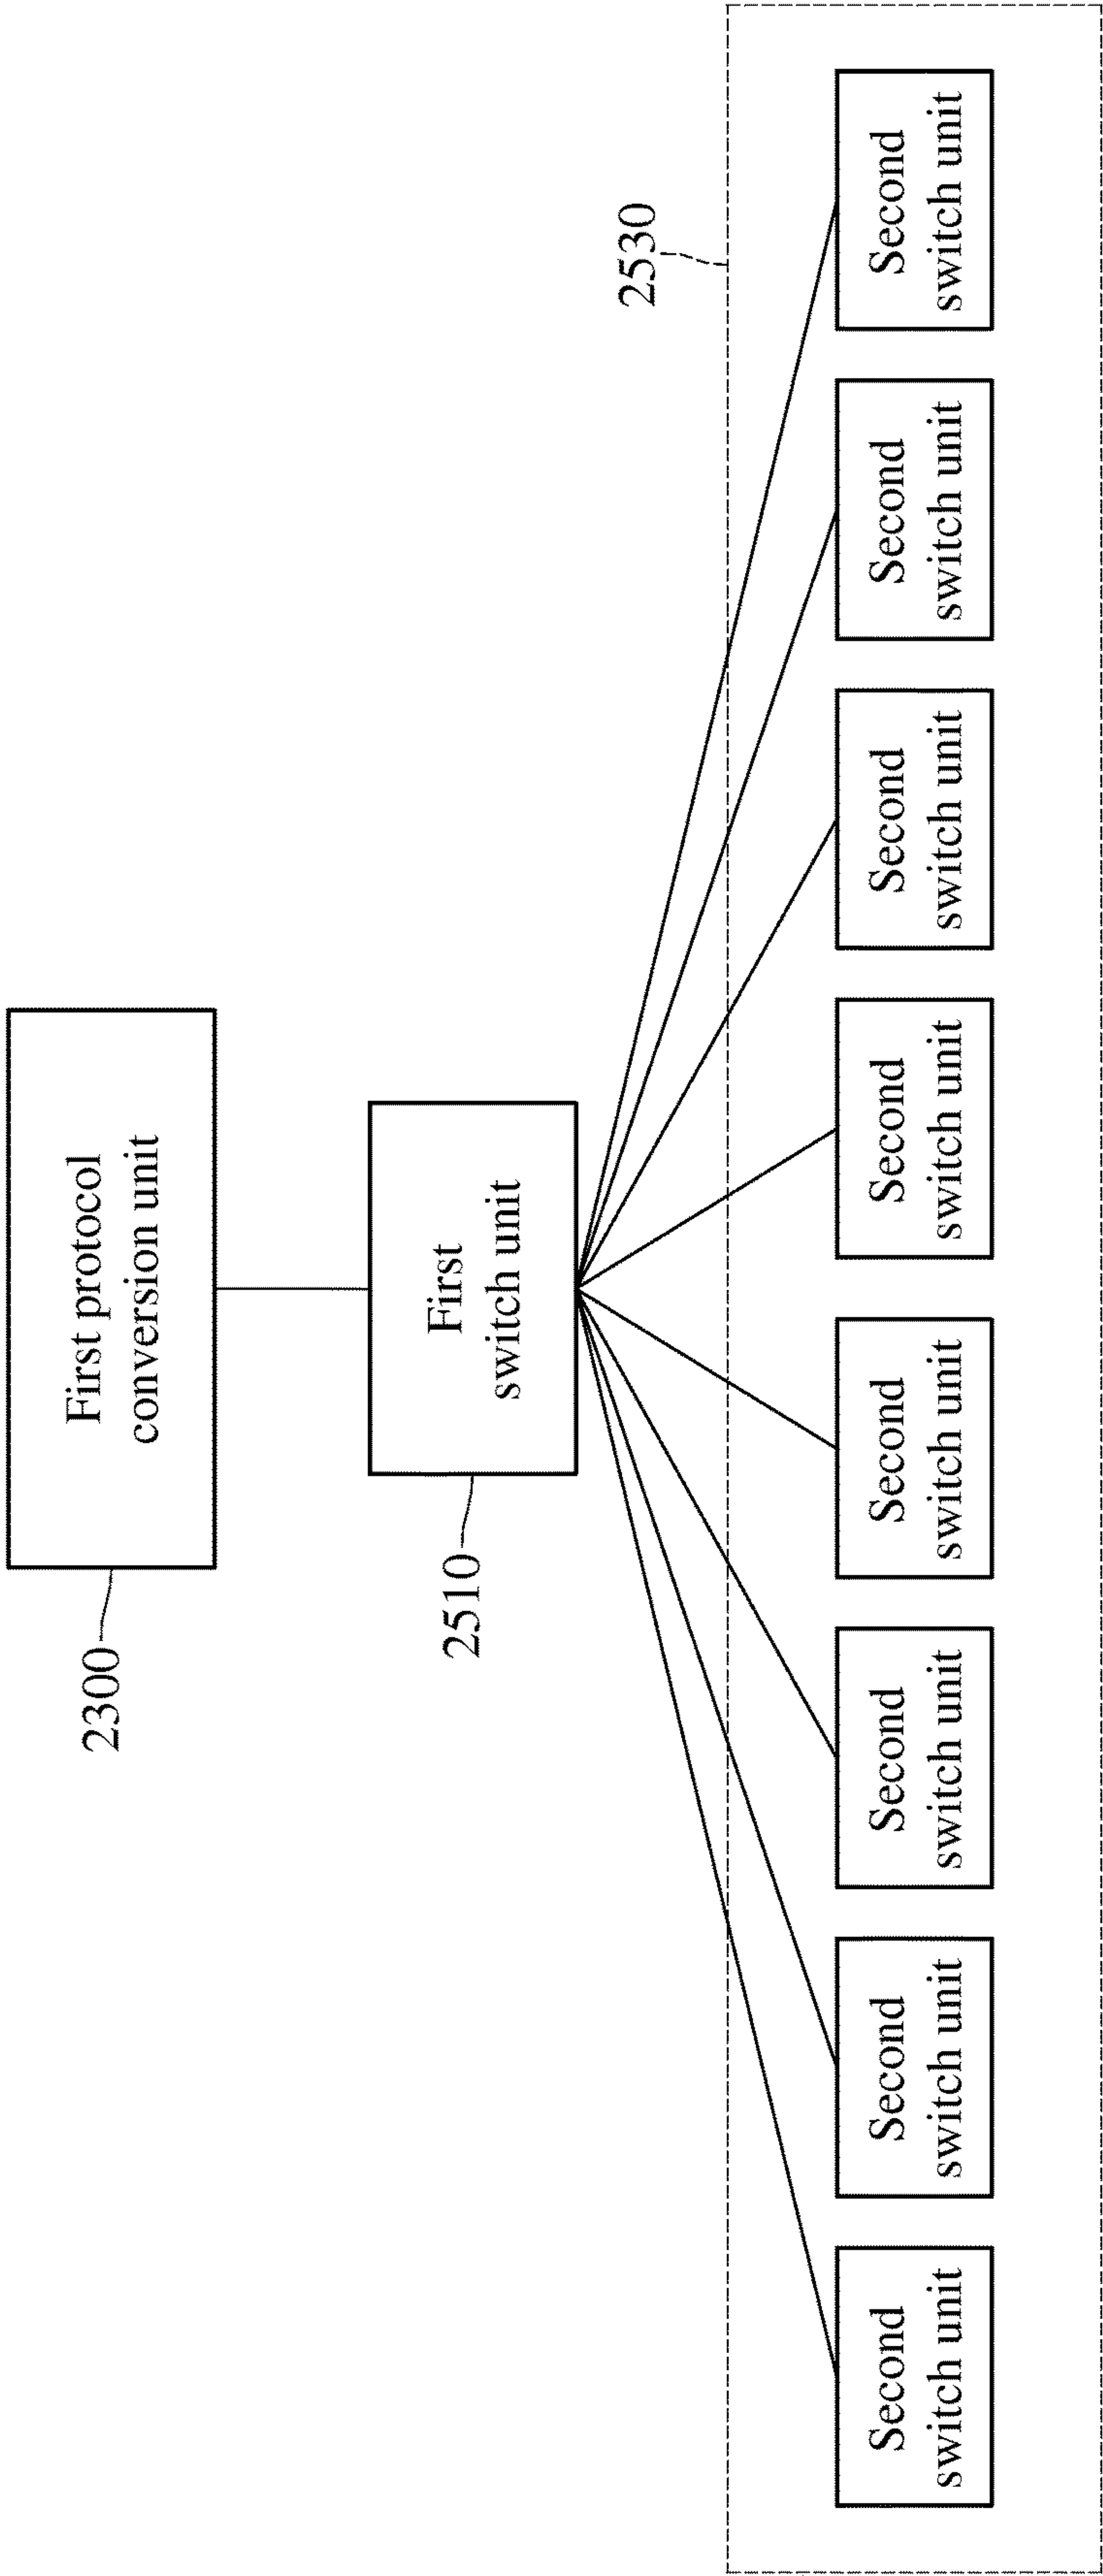 First protocol
conversion unit
2300
First
switch unit
2510
2530
Second
switch unit
Second
switch unit
Second
switch unit
Second
switch unit
Second
switch unit
Second
switch unit
Second
switch unit
Second
switch unit